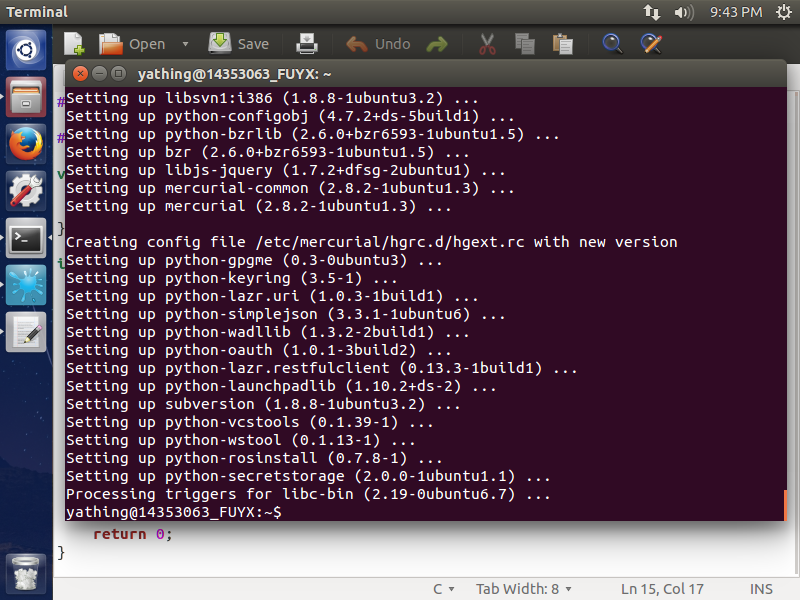 Terminal
9:43 PM
Open
Save
Undo
yathing@14353063_FUYX: ~
Setting up libsvn1:i386 (1.8.8-1ubuntu3.2) ...
Setting up python-configobj (4.7.2+ds-5build1) ...
Setting up python-bzrlib (2.6.0+bzr6593-1ubuntu1.5) ...
Setting up bzr (2.6.0+bzr6593-1ubuntu1.5) ...
Setting up libjs-jquery (1.7.2+dfsg-2ubuntu1) ...
Setting up mercurial-common (2.8.2-1ubuntu1.3) ...
Setting up mercurial (2.8.2-1ubuntu1.3) ...
Creating config file /etc/mercurial/hgrc.d/hgext.rc with new version
Setting up python-gpgme (0.3-0ubuntu3) ...
Setting up python-keyring (3.5-1) ...
Setting up python-lazr.uri (1.0.3-1build1) ...
Setting up python-simplejson (3.3.1-1ubuntu6) ...
Setting up python-wadllib (1.3.2-2build1) ...
Setting up python-oauth (1.0.1-3build2) ...
Setting up python-lazr.restfulclient (0.13.3-1build1) ...
Setting up python-launchpadlib (1.10.2+ds-2) ...
Setting up subversion (1.8.8-1ubuntu3.2) ...
Setting up python-vcstools (0.1.39-1) ...
Setting up python-wstool (0.1.13-1) ...
Setting up python-rosinstall (0.7.8-1) ...
Setting up python-secretstorage (2.0.0-1ubuntu1.1) ...
Processing triggers for libc-bin (2.19-0ubuntu6.7) ...
yathing@14353063_FUYX:~$
return 0;
}
C
Tab Width: 8
Ln 15, Col 17
INS